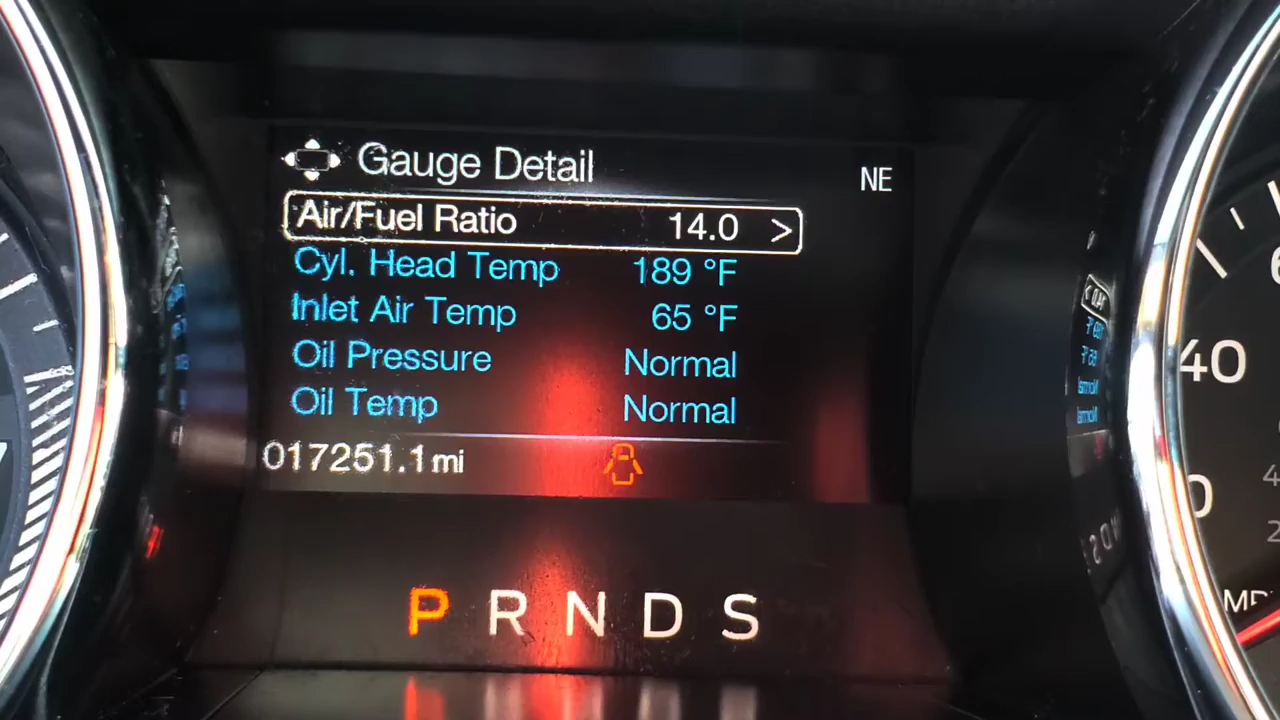 Gauge Detail
NE
Air/Fuel Ratio 14.0 >
Cyl. Head Temp 189 °F
Inlet Air Temp 65 °F
Oil Pressure Normal
Oil Temp Normal
017251.1 mi
P R N D S
40